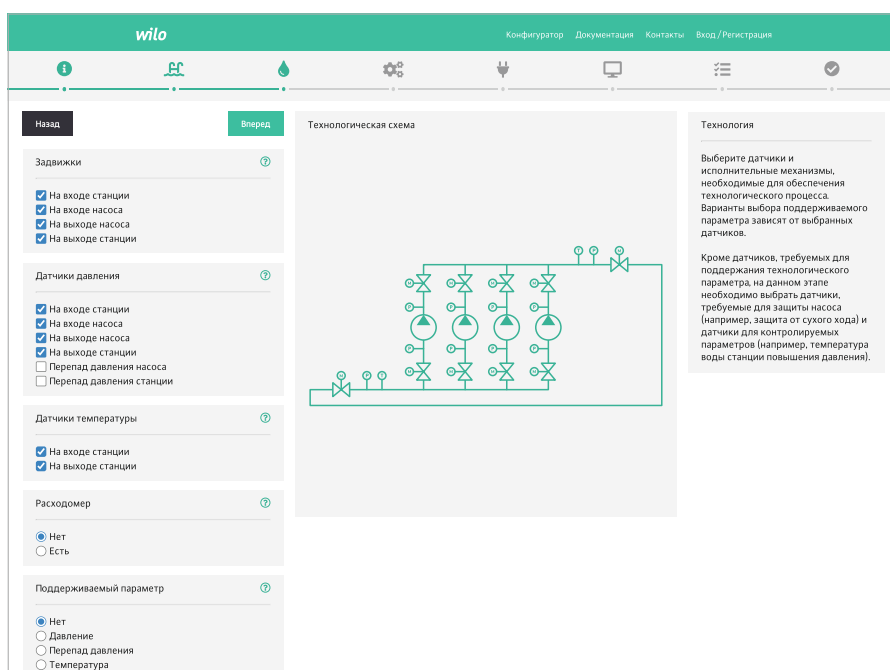 wilo
Конфигуратор Документация Контакты Вход / Регистрация
Назад
Вперед
Задвижки
На входе станции
На входе насоса
На выходе насоса
На выходе станции
Датчики давления
На входе станции
На входе насоса
На выходе насоса
На выходе станции
Перепад давления насоса
Перепад давления станции
Датчики температуры
На входе станции
На выходе станции
Расходомер
Нет
Есть
Поддерживаемый параметр
Нет
Давление
Перепад давления
Температура
Технологическая схема
T P M
M M M M
P P P P
P P P P
M M M M
M P T
Технология
Выберите датчики и
исполнительные механизмы,
необходимые для обеспечения
технологического процесса.
Варианты выбора поддерживаемого
параметра зависят от выбранных
датчиков.
Кроме датчиков, требуемых для
поддержания технологического
параметра, на данном этапе
необходимо выбрать датчики,
требуемые для защиты насоса
(например, защита от сухого хода) и
датчики для контролируемых
параметров (например, температура
воды станции повышения давления).